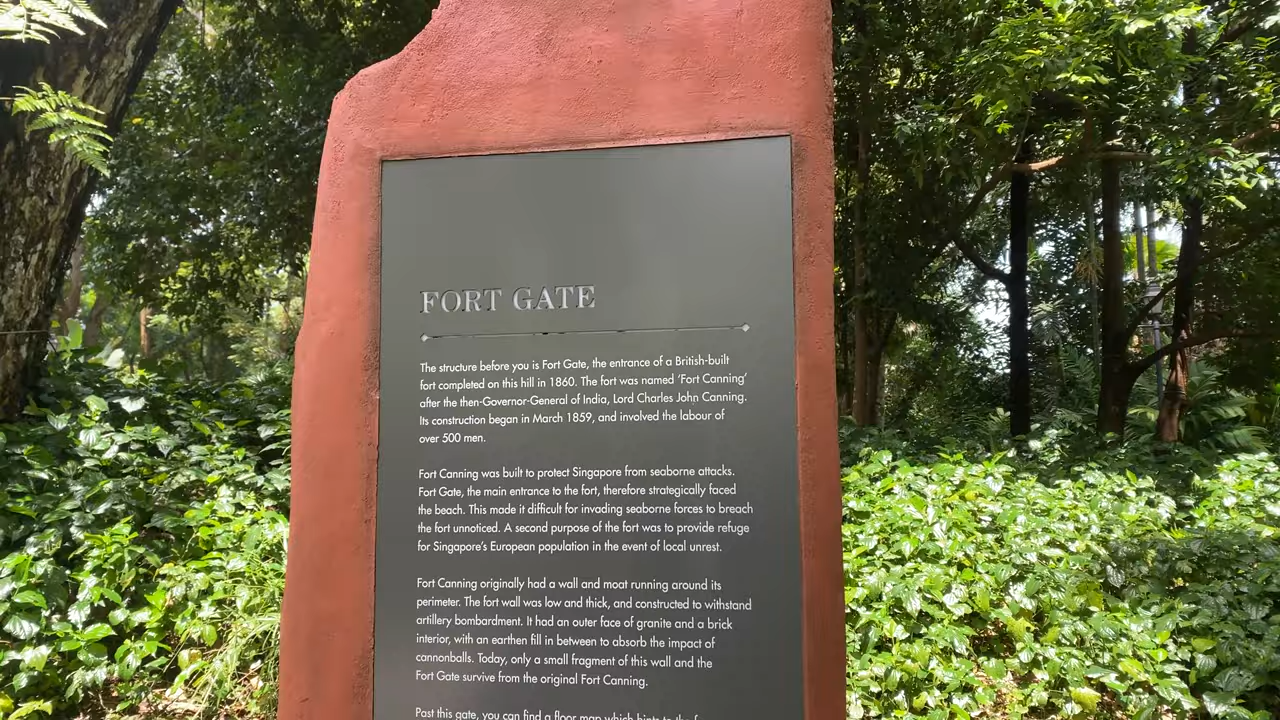 FORT GATE
The structure before you is Fort Gate, the entrance of a British-built
fort completed on this hill in 1860. The fort was named ‘Fort Canning’
after the then-Governor-General of India, Lord Charles John Canning.
Its construction began in March 1859, and involved the labour of
over 500 men.
Fort Canning was built to protect Singapore from seaborne attacks.
Fort Gate, the main entrance to the fort, therefore strategically faced
the beach. This made it difficult for invading seaborne forces to breach
the fort unnoticed. A second purpose of the fort was to provide refuge
for Singapore’s European population in the event of local unrest.
Fort Canning originally had a wall and moat running around its
perimeter. The fort wall was low and thick, and constructed to withstand
artillery bombardment. It had an outer face of granite and a brick
interior, with an earthen fill in between to absorb the impact of
cannonballs. Today, only a small fragment of this wall and the
Fort Gate survive from the original Fort Canning.
Past this gate, you can find a floor map which hints to the